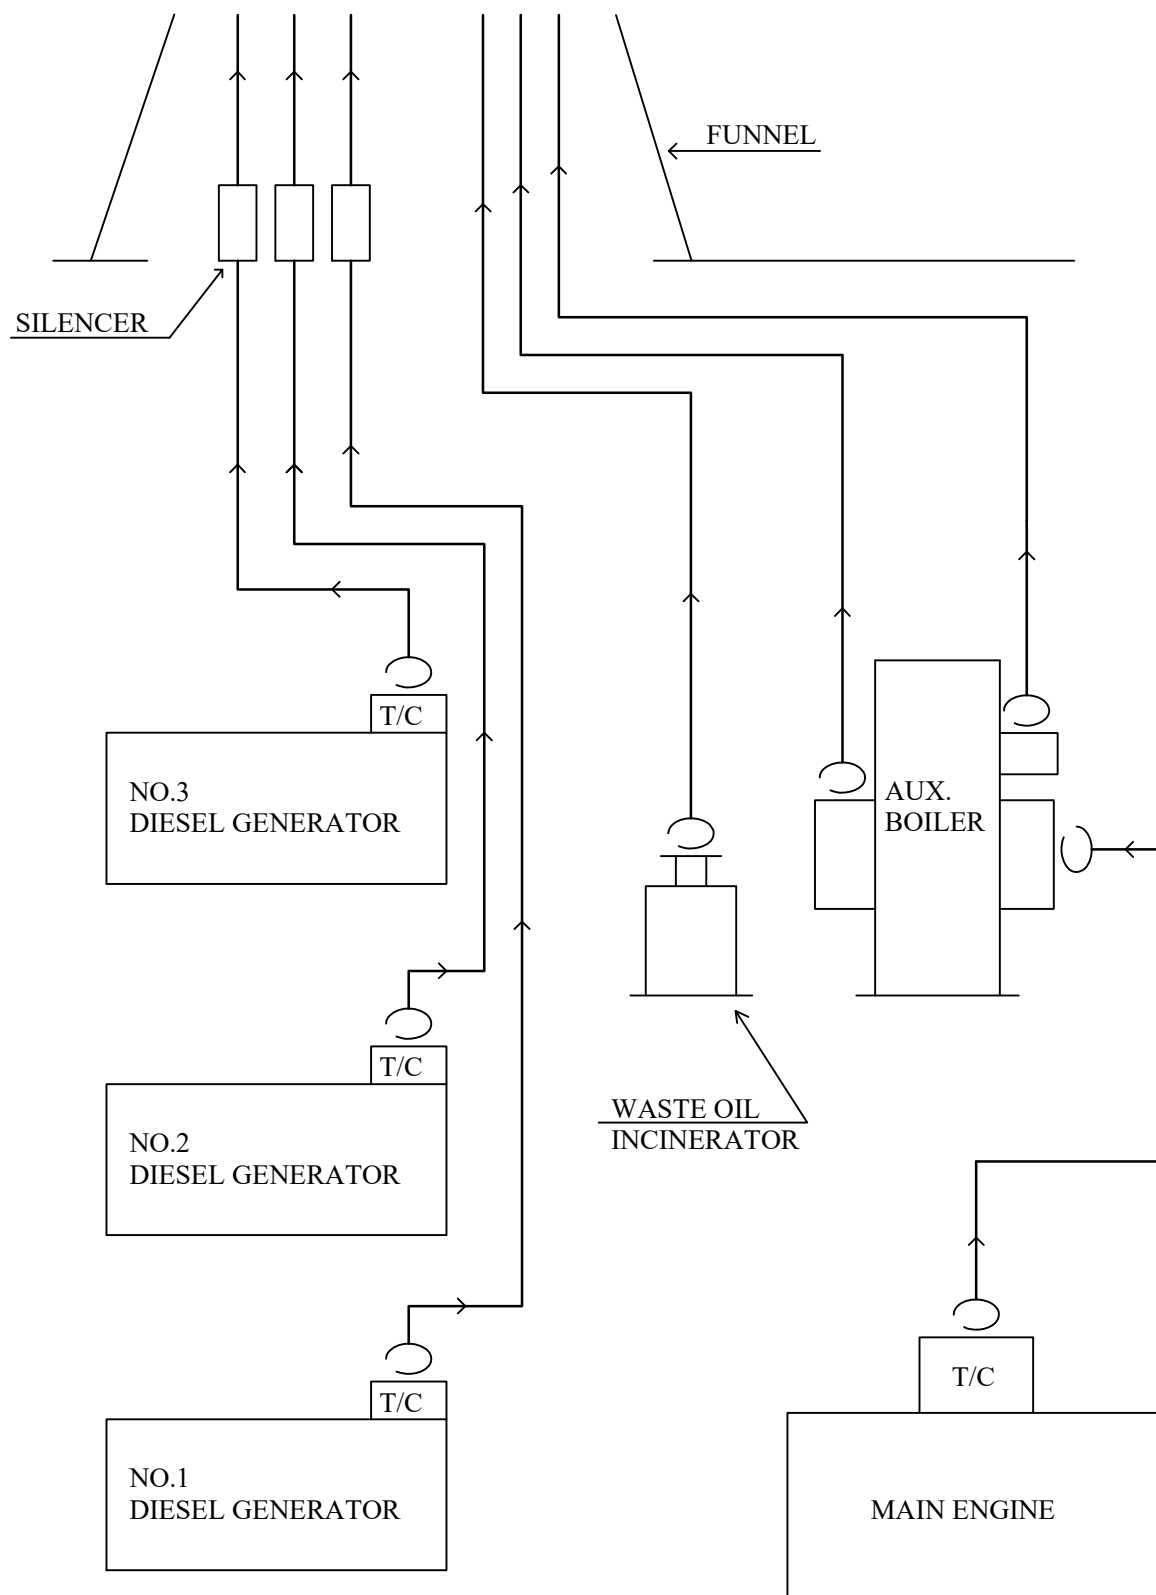 FUNNEL
SILENCER
T/C
NO.3
DIESEL GENERATOR
AUX.
BOILER
T/C
NO.2
DIESEL GENERATOR
WASTE OIL
INCINERATOR
T/C
NO.1
DIESEL GENERATOR
T/C
MAIN ENGINE